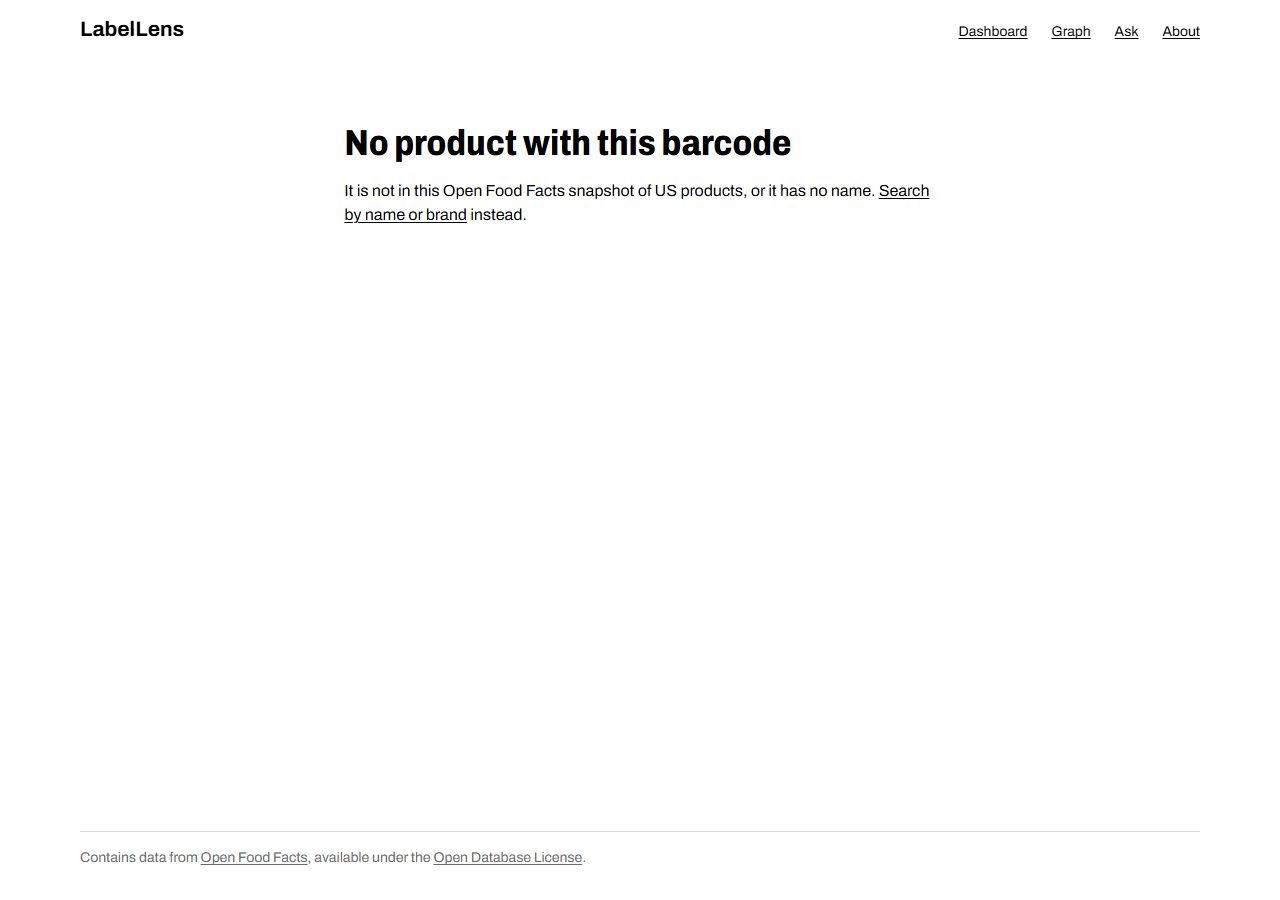 LabelLens
Dashboard Graph Ask About
No product with this barcode
It is not in this Open Food Facts snapshot of US products, or it has no name. Search
by name or brand instead.
Contains data from Open Food Facts, available under the Open Database License.